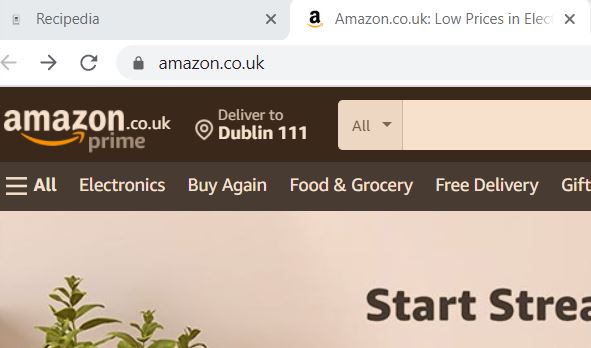 Recipedia
Amazon.co.uk: Low Prices in Elect
amazon.co.uk
amazon.co.uk
prime
Deliver to
Dublin 111
All
All Electronics Buy Again Food & Grocery Free Delivery Gift
Start Strea